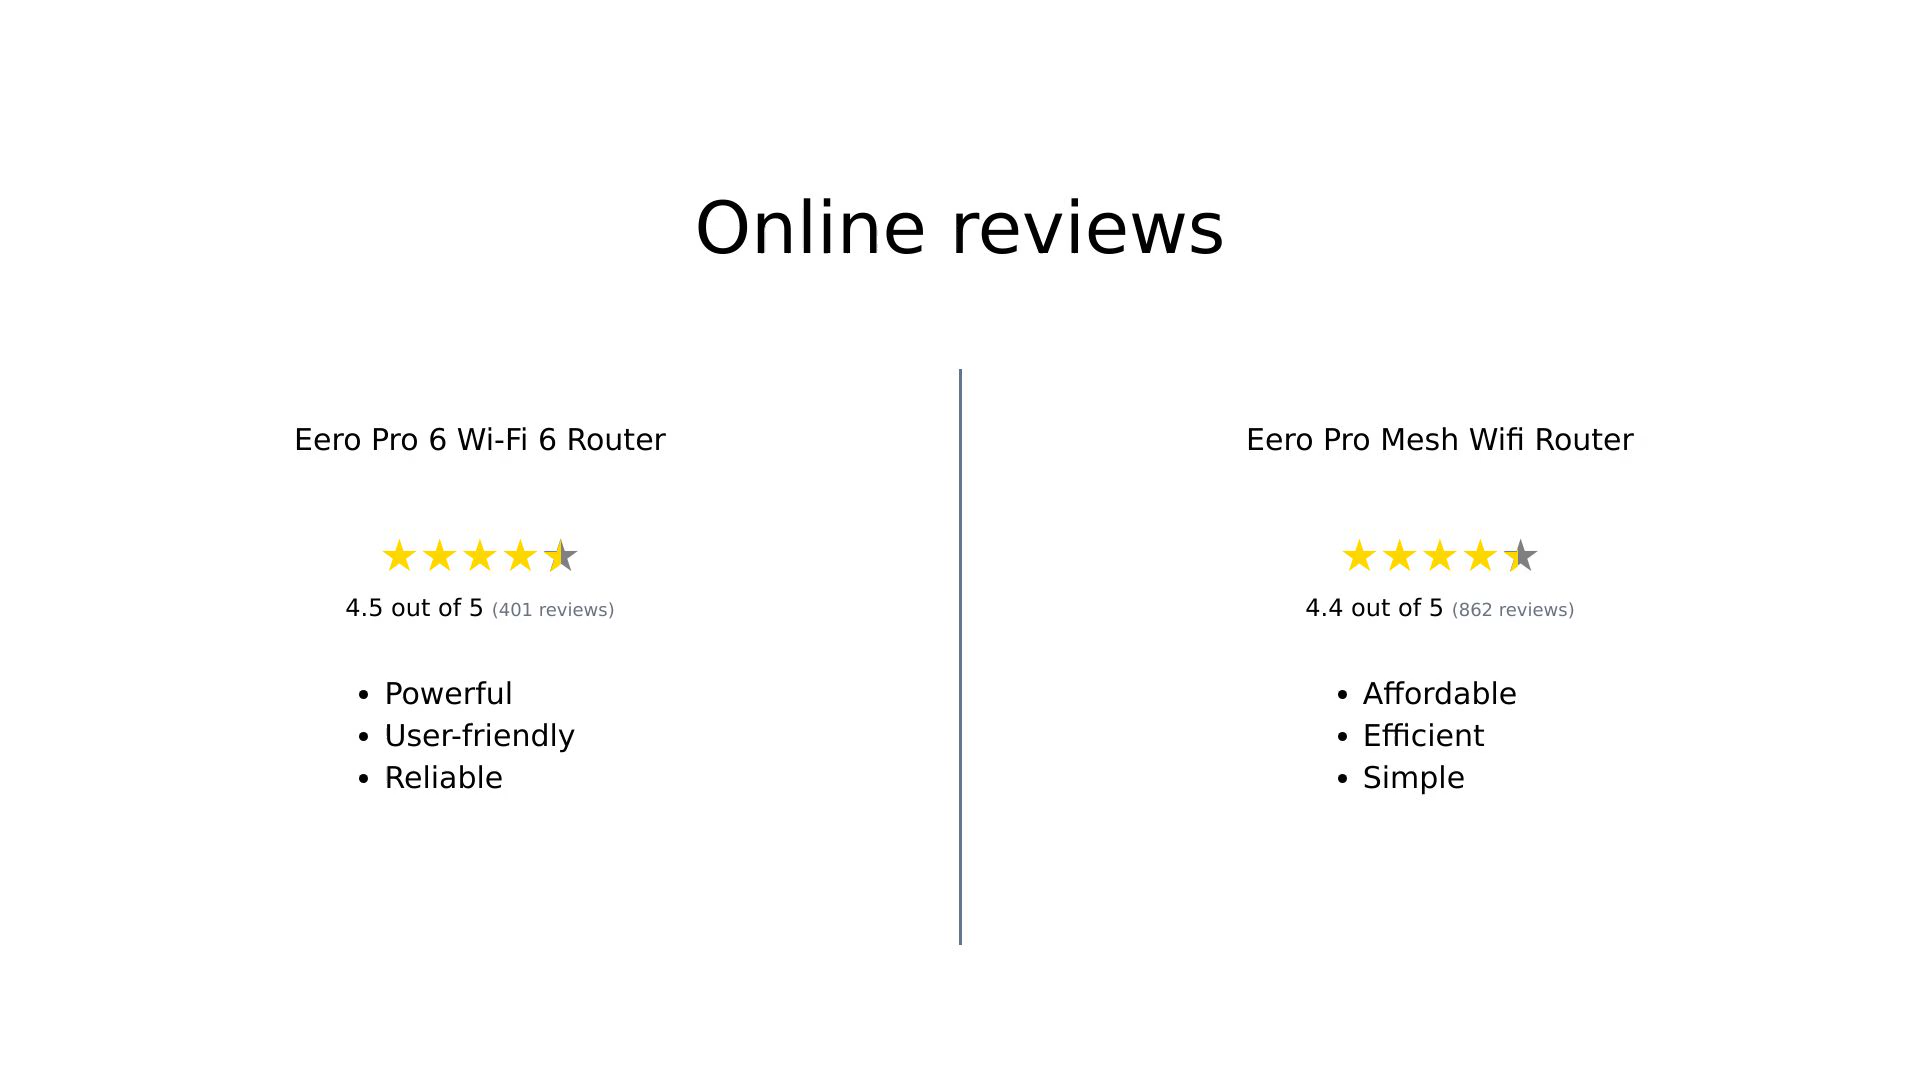 Online reviews
Eero Pro 6 Wi-Fi 6 Router
4.5 out of 5 (401 reviews)
• Powerful
• User-friendly
• Reliable
Eero Pro Mesh Wifi Router
4.4 out of 5 (862 reviews)
• Affordable
• Efficient
• Simple